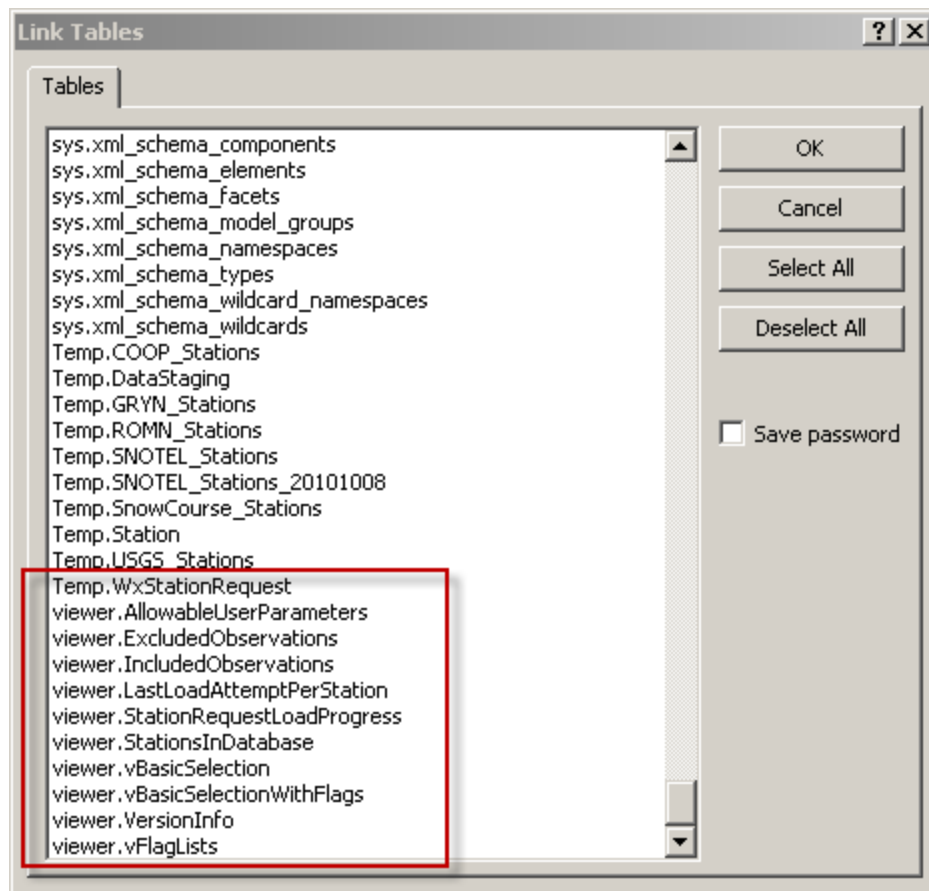 Link Tables
Tables
sys.xml_schema_components
sys.xml_schema_elements
sys.xml_schema_facets
sys.xml_schema_model_groups
sys.xml_schema_namespaces
sys.xml_schema_types
sys.xml_schema_wildcard_namespaces
sys.xml_schema_wildcards
Temp.COOP_Stations
Temp.DataStaging
Temp.GRYN_Stations
Temp.ROMN_Stations
Temp.SNOTEL_Stations
Temp.SNOTEL_Stations_20101008
Temp.SnowCourse_Stations
Temp.Station
Temp.USGS_Stations
Temp.WxStationRequest
viewer.AllowableUserParameters
viewer.ExcludedObservations
viewer.IncludedObservations
viewer.LastLoadAttemptPerStation
viewer.StationRequestLoadProgress
viewer.StationsInDatabase
viewer.vBasicSelection
viewer.vBasicSelectionWithFlags
viewer.VersionInfo
viewer.vFlagLists
OK
Cancel
Select All
Deselect All
Save password